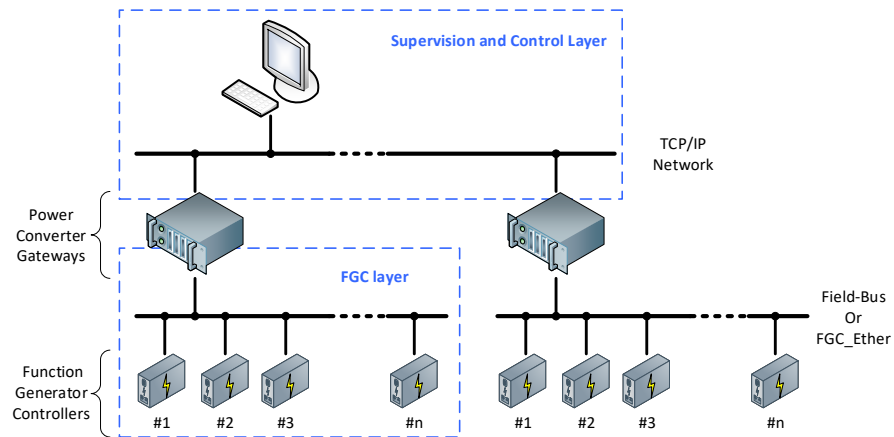 Supervision and Control Layer
TCP/IP
Network
Power
Converter
Gateways
FGC layer
Field-Bus
Or
FGC_Ether
Function
Generator
Controllers
#1 #2 #3 #n #1 #2 #3 #n